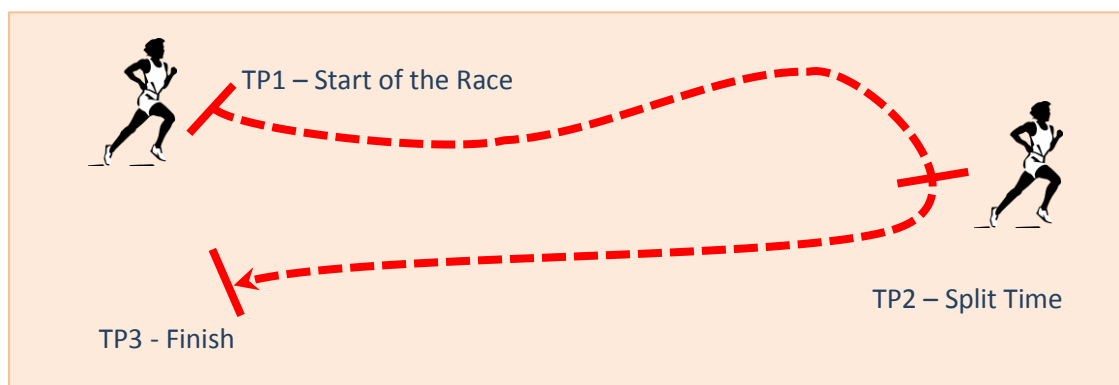 TP1 – Start of the Race
TP2 – Split Time
TP3 - Finish